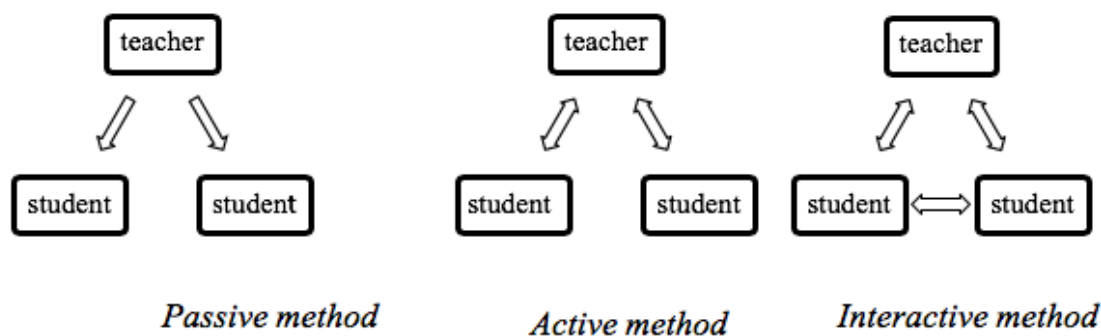 teacher
teacher
teacher
student
student
student
student
student
student
Passive method
Active method
Interactive method